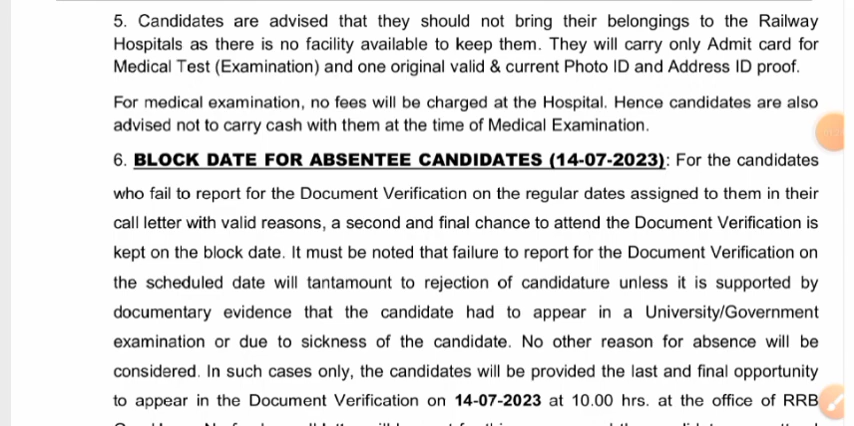 5. Candidates are advised that they should not bring their belongings to the Railway
Hospitals as there is no facility available to keep them. They will carry only Admit card for
Medical Test (Examination) and one original valid & current Photo ID and Address ID proof.
For medical examination, no fees will be charged at the Hospital. Hence candidates are also
advised not to carry cash with them at the time of Medical Examination.
6. BLOCK DATE FOR ABSENTEE CANDIDATES (14-07-2023): For the candidates
who fail to report for the Document Verification on the regular dates assigned to them in their
call letter with valid reasons, a second and final chance to attend the Document Verification is
kept on the block date. It must be noted that failure to report for the Document Verification on
the scheduled date will tantamount to rejection of candidature unless it is supported by
documentary evidence that the candidate had to appear in a University/Government
examination or due to sickness of the candidate. No other reason for absence will be
considered. In such cases only, the candidates will be provided the last and final opportunity
to appear in the Document Verification on 14-07-2023 at 10.00 hrs. at the office of RRB